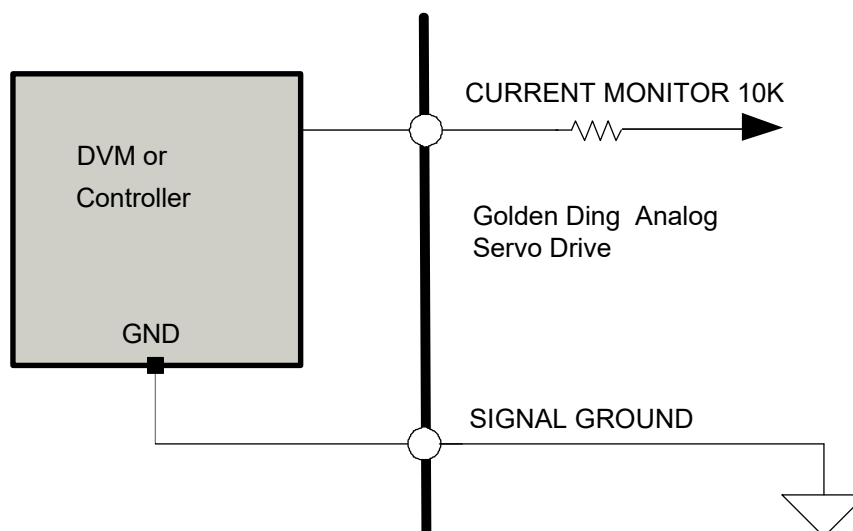 CURRENT MONITOR 10K
DVM or
Controller
Golden Ding Analog
Servo Drive
GND
SIGNAL GROUND